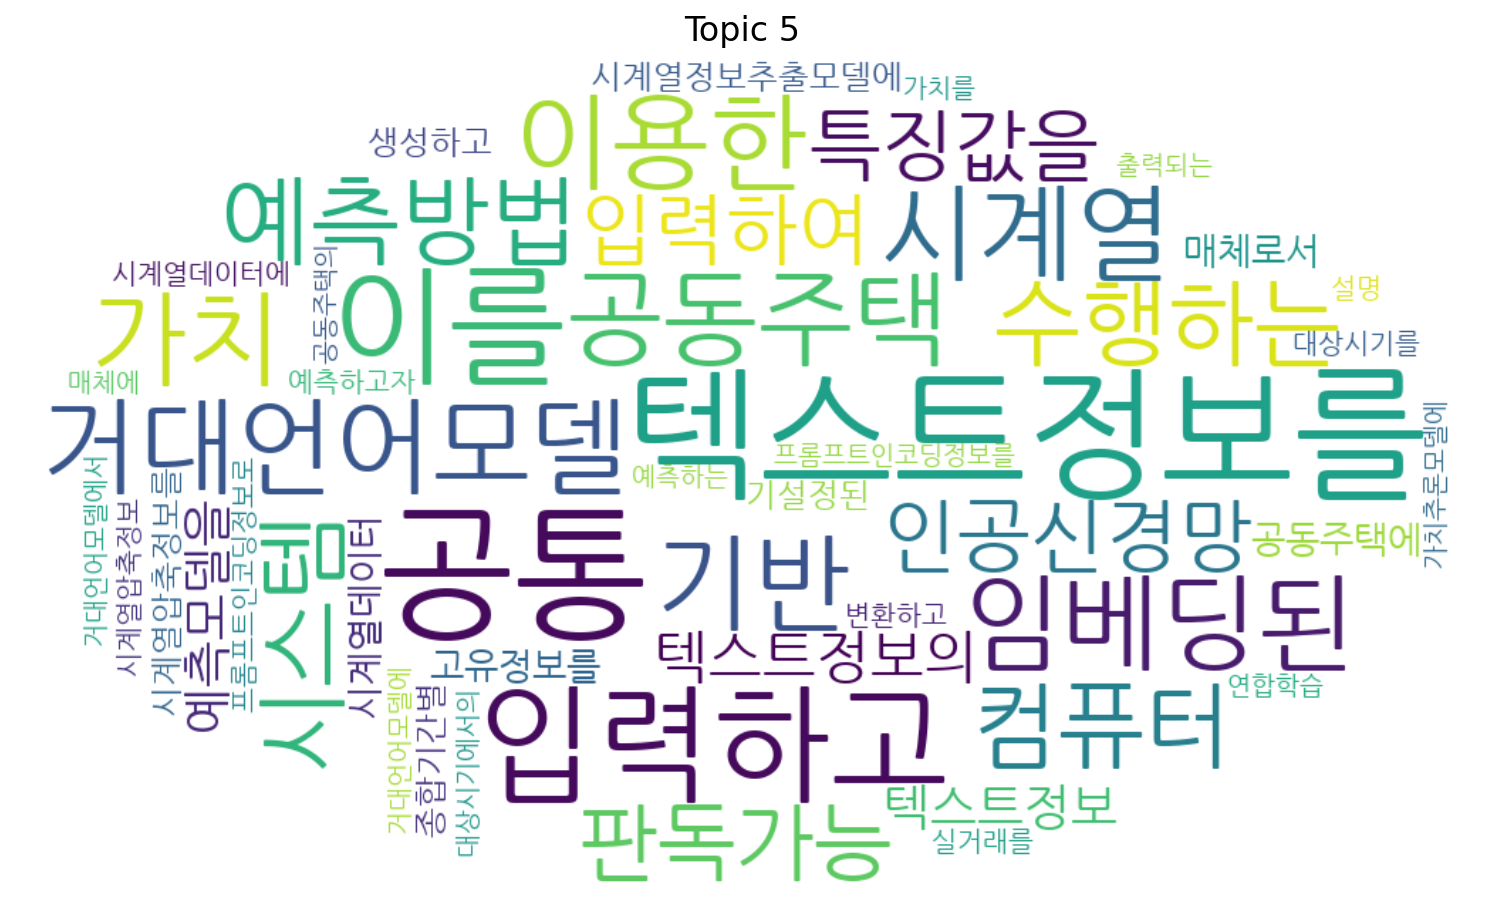 Topic 5
시계열정보추출모델에
가치를
이용한
특징값을
생성하고
출력되는
예측방법
입력하여
시계열
매체로서
시계열데이터에
공동주택의
이를
공동주택
수행하는
설명
가치
대상시기를
매체에
예측하고자
거대언어모델
텍스트정보를
프롬프트인코딩정보를
예측하는
기설정된
가치추론모델에
거대언어모델에서
시계열압축정보
시계열압축정보를
예측모델을
프롬프트인코딩정보로
시스템
시계열데이터
공통
기반
인공신경망
공동주택에
임베딩된
변환하고
텍스트정보의
고유정보를
연합학습
거대언어모델에
종합기간별
대상시기에서의
입력하고
컴퓨터
텍스트정보
판독가능
실거래를